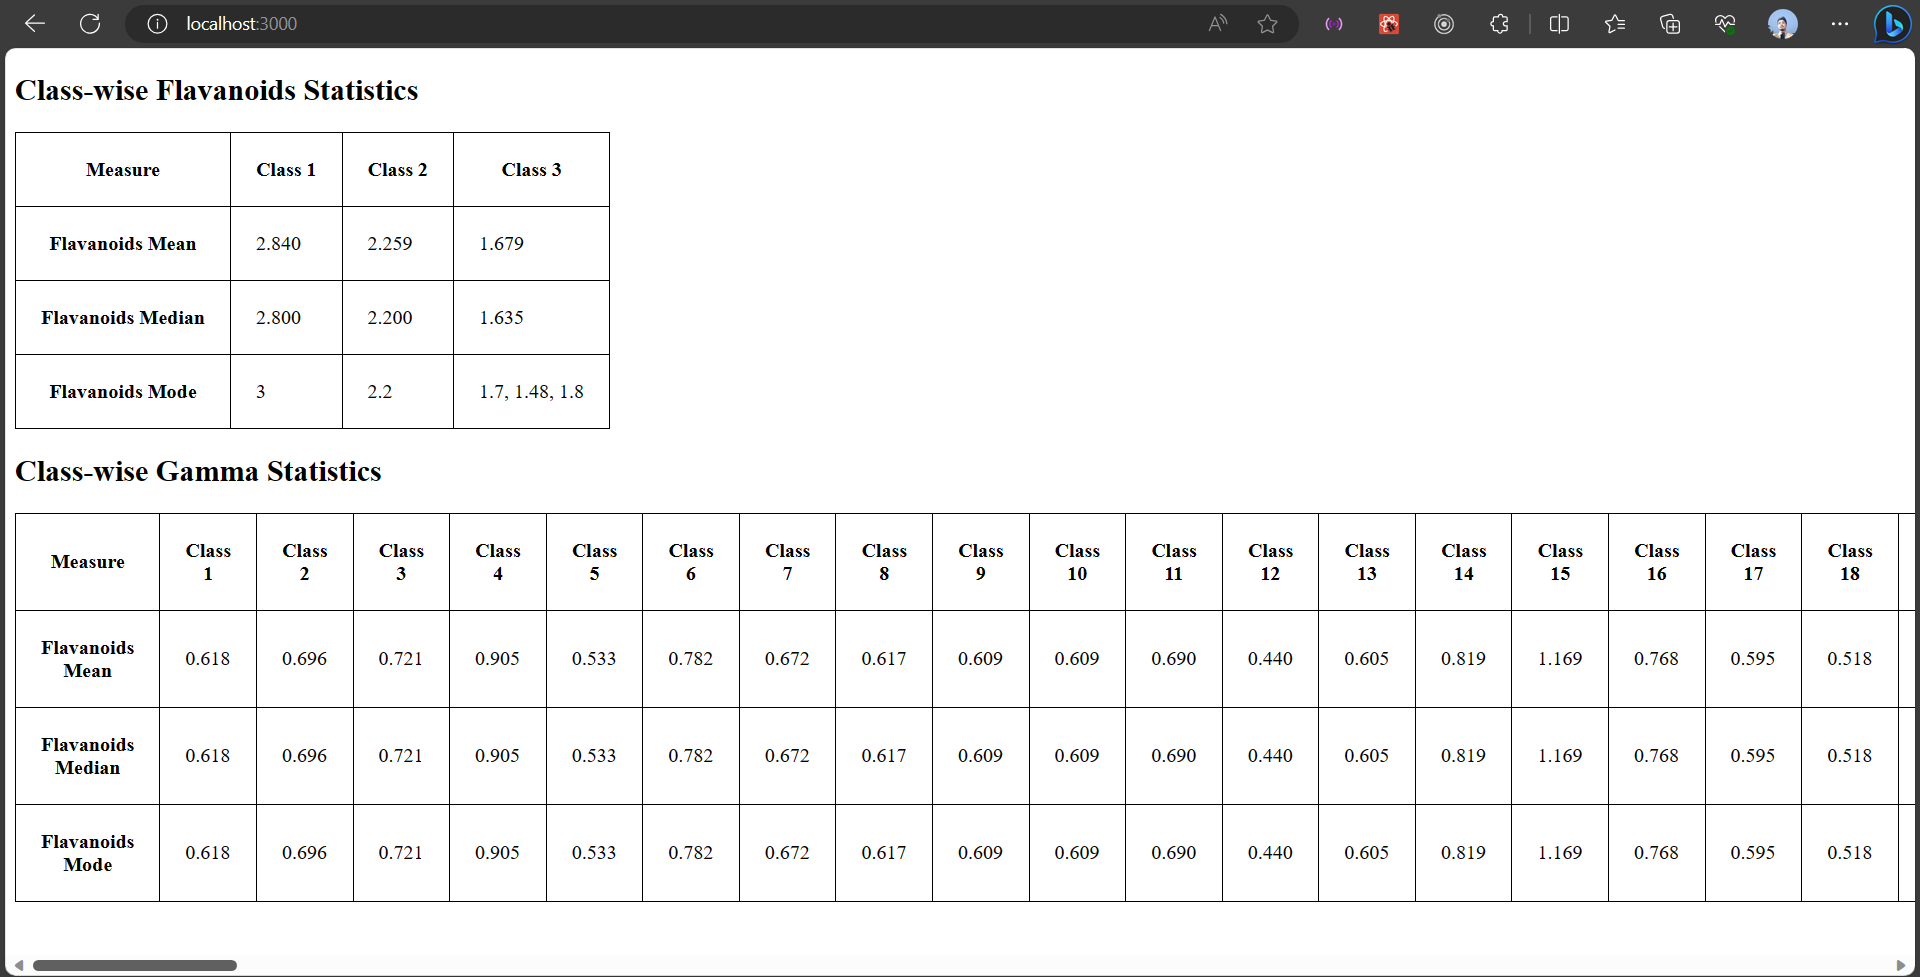 localhost:3000
Class-wise Flavanoids Statistics
Measure Class 1 Class 2 Class 3
Flavanoids Mean 2.840 2.259 1.679
Flavanoids Median 2.800 2.200 1.635
Flavanoids Mode 3 2.2 1.7, 1.48, 1.8
Class-wise Gamma Statistics
Measure Class 1 Class 2 Class 3 Class 4 Class 5 Class 6 Class 7 Class 8 Class 9 Class 10 Class 11 Class 12 Class 13 Class 14 Class 15 Class 16 Class 17 Class 18
Flavanoids Mean 0.618 0.696 0.721 0.905 0.533 0.782 0.672 0.617 0.609 0.609 0.690 0.440 0.605 0.819 1.169 0.768 0.595 0.518
Flavanoids Median 0.618 0.696 0.721 0.905 0.533 0.782 0.672 0.617 0.609 0.609 0.690 0.440 0.605 0.819 1.169 0.768 0.595 0.518
Flavanoids Mode 0.618 0.696 0.721 0.905 0.533 0.782 0.672 0.617 0.609 0.609 0.690 0.440 0.605 0.819 1.169 0.768 0.595 0.518